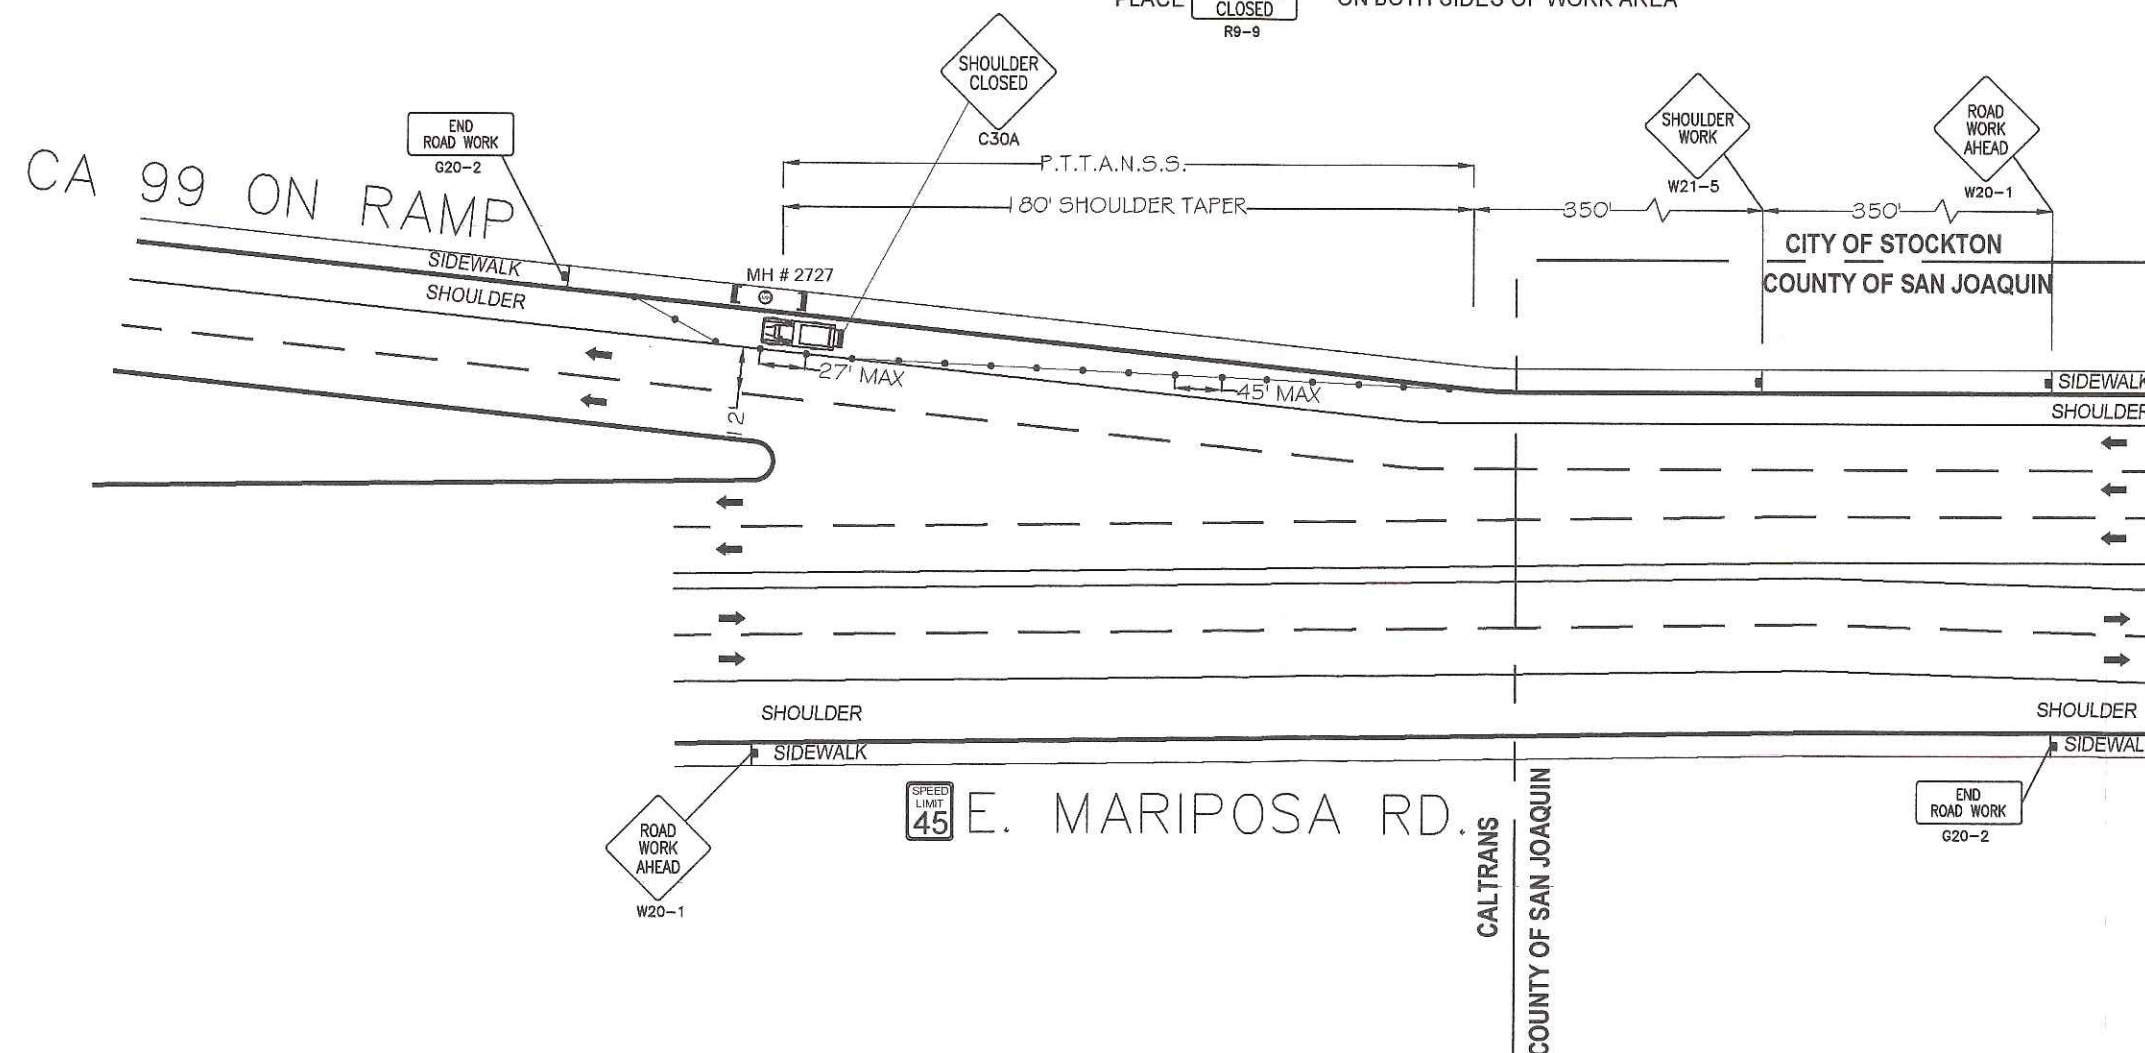 PLACE CLOSED ON BOTH SIDES OF WORK AREA
R9-9
SHOULDER
CLOSED
C30A
END
ROAD WORK
G20-2
SHOULDER
WORK
W21-5
ROAD
WORK
AHEAD
W20-1
CA 99 ON RAMP
P.T.T.A.N.S.S.
180' SHOULDER TAPER
350'
350'
CITY OF STOCKTON
COUNTY OF SAN JOAQUIN
SIDEWALK
SHOULDER
MH # 2727
27' MAX
45' MAX
12'
SIDEWALK
SHOULDER
SHOULDER
SIDEWALK
SHOULDER
SIDEWAL
ROAD
WORK
AHEAD
W20-1
SPEED
LIMIT
45
E. MARIPOSA RD.
END
ROAD WORK
G20-2
CALTRANS
COUNTY OF SAN JOAQUIN